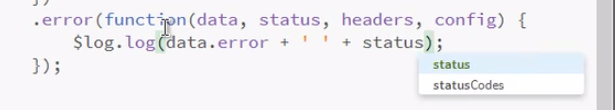 .error(function(data, status, headers, config) {
$log.log(data.error + ' ' + status);
status
});
statusCodes